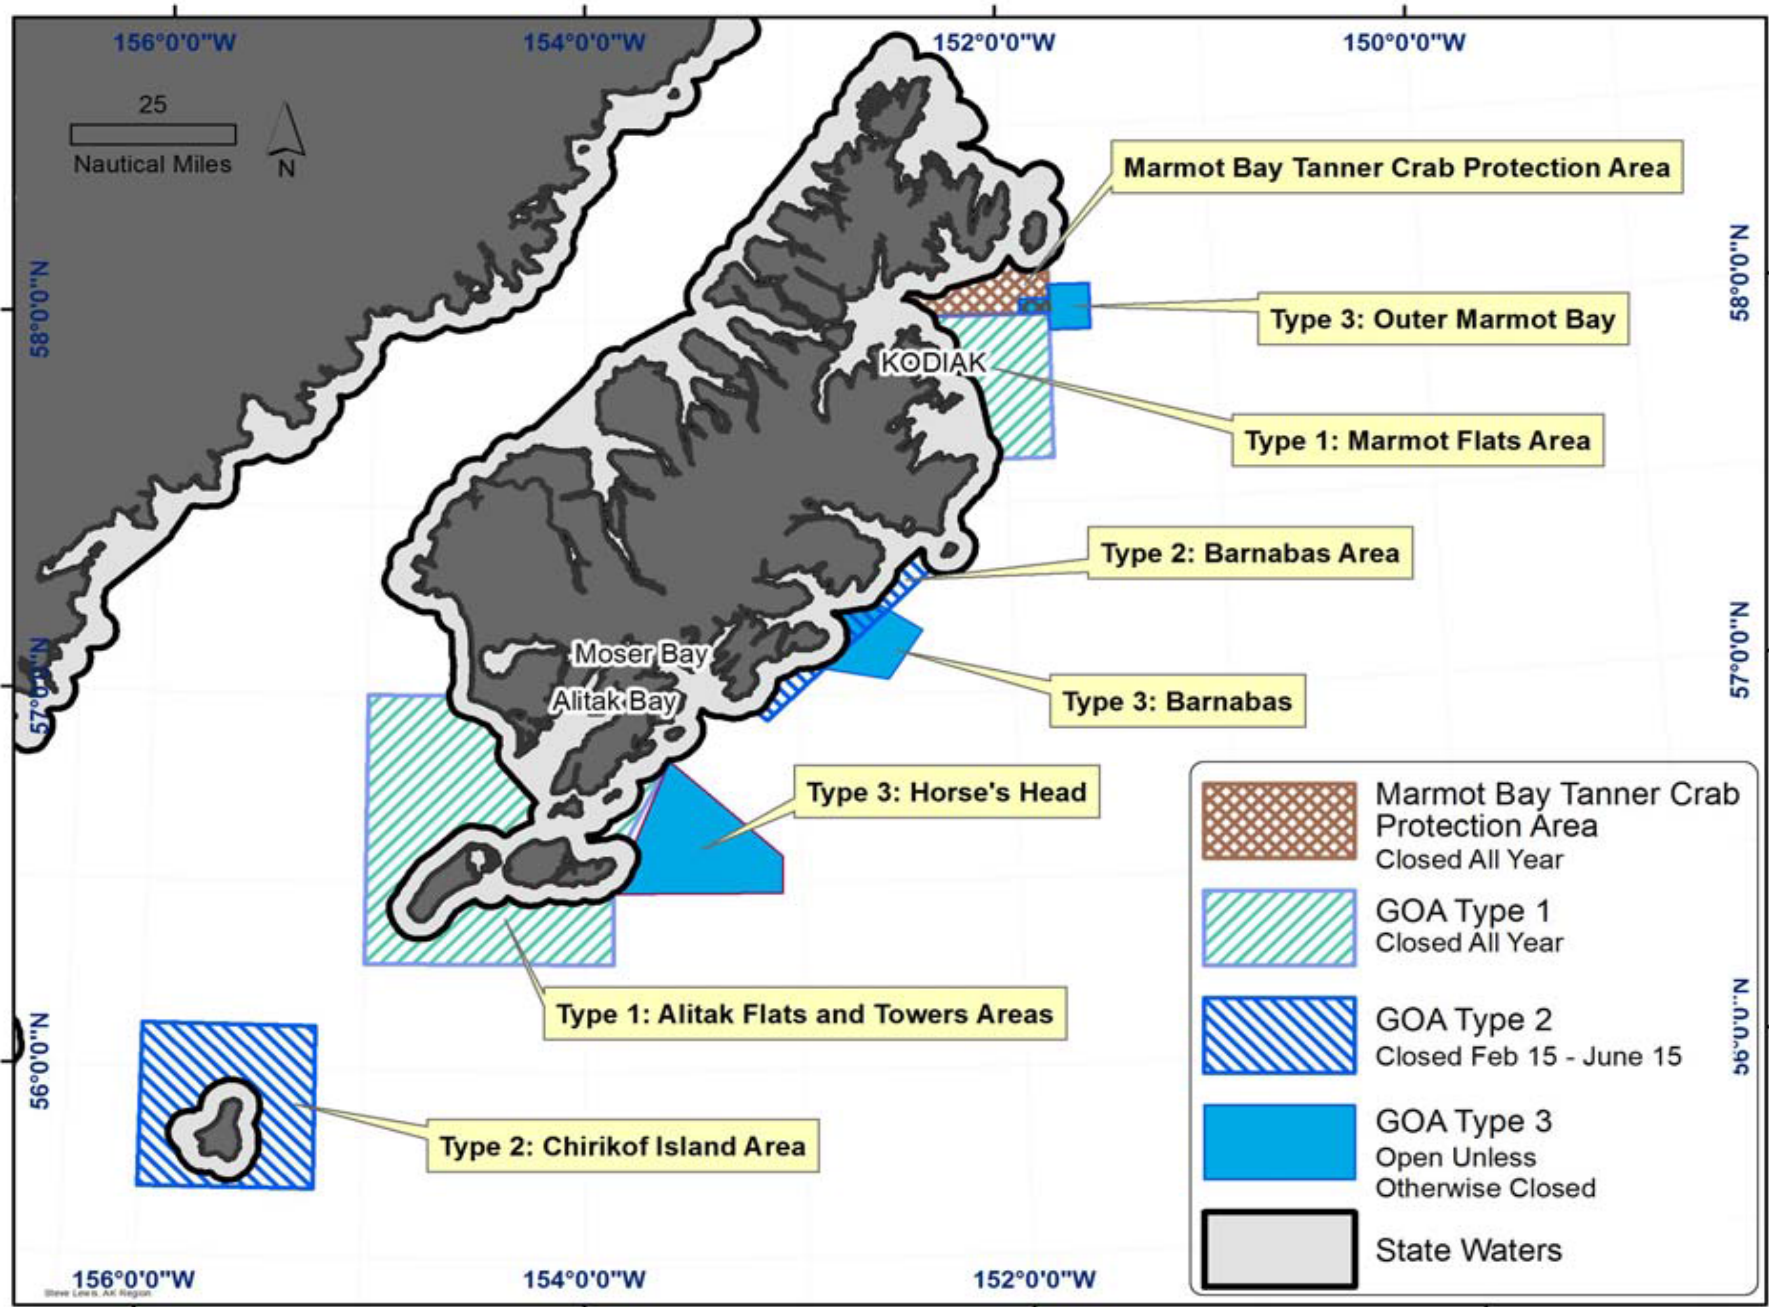 156°0'0"W 154°0'0"W 152°0'0"W 150°0'0"W
25
Nautical Miles
N
Marmot Bay Tanner Crab Protection Area
58°0'0"N
58°0'0"N
Type 3: Outer Marmot Bay
KODIAK
Type 1: Marmot Flats Area
Type 2: Barnabas Area
57°0'0"N
57°0'0"N
Moser Bay
Alitak Bay
Type 3: Barnabas
Type 3: Horse's Head
Marmot Bay Tanner Crab
Protection Area
Closed All Year
GOA Type 1
Closed All Year
GOA Type 2
Closed Feb 15 - June 15
GOA Type 3
Open Unless
Otherwise Closed
State Waters
Type 1: Alitak Flats and Towers Areas
56°0'0"N
56°0'0"N
Type 2: Chirikof Island Area
156°0'0"W 154°0'0"W 152°0'0"W
Steve Lewis, AK Region